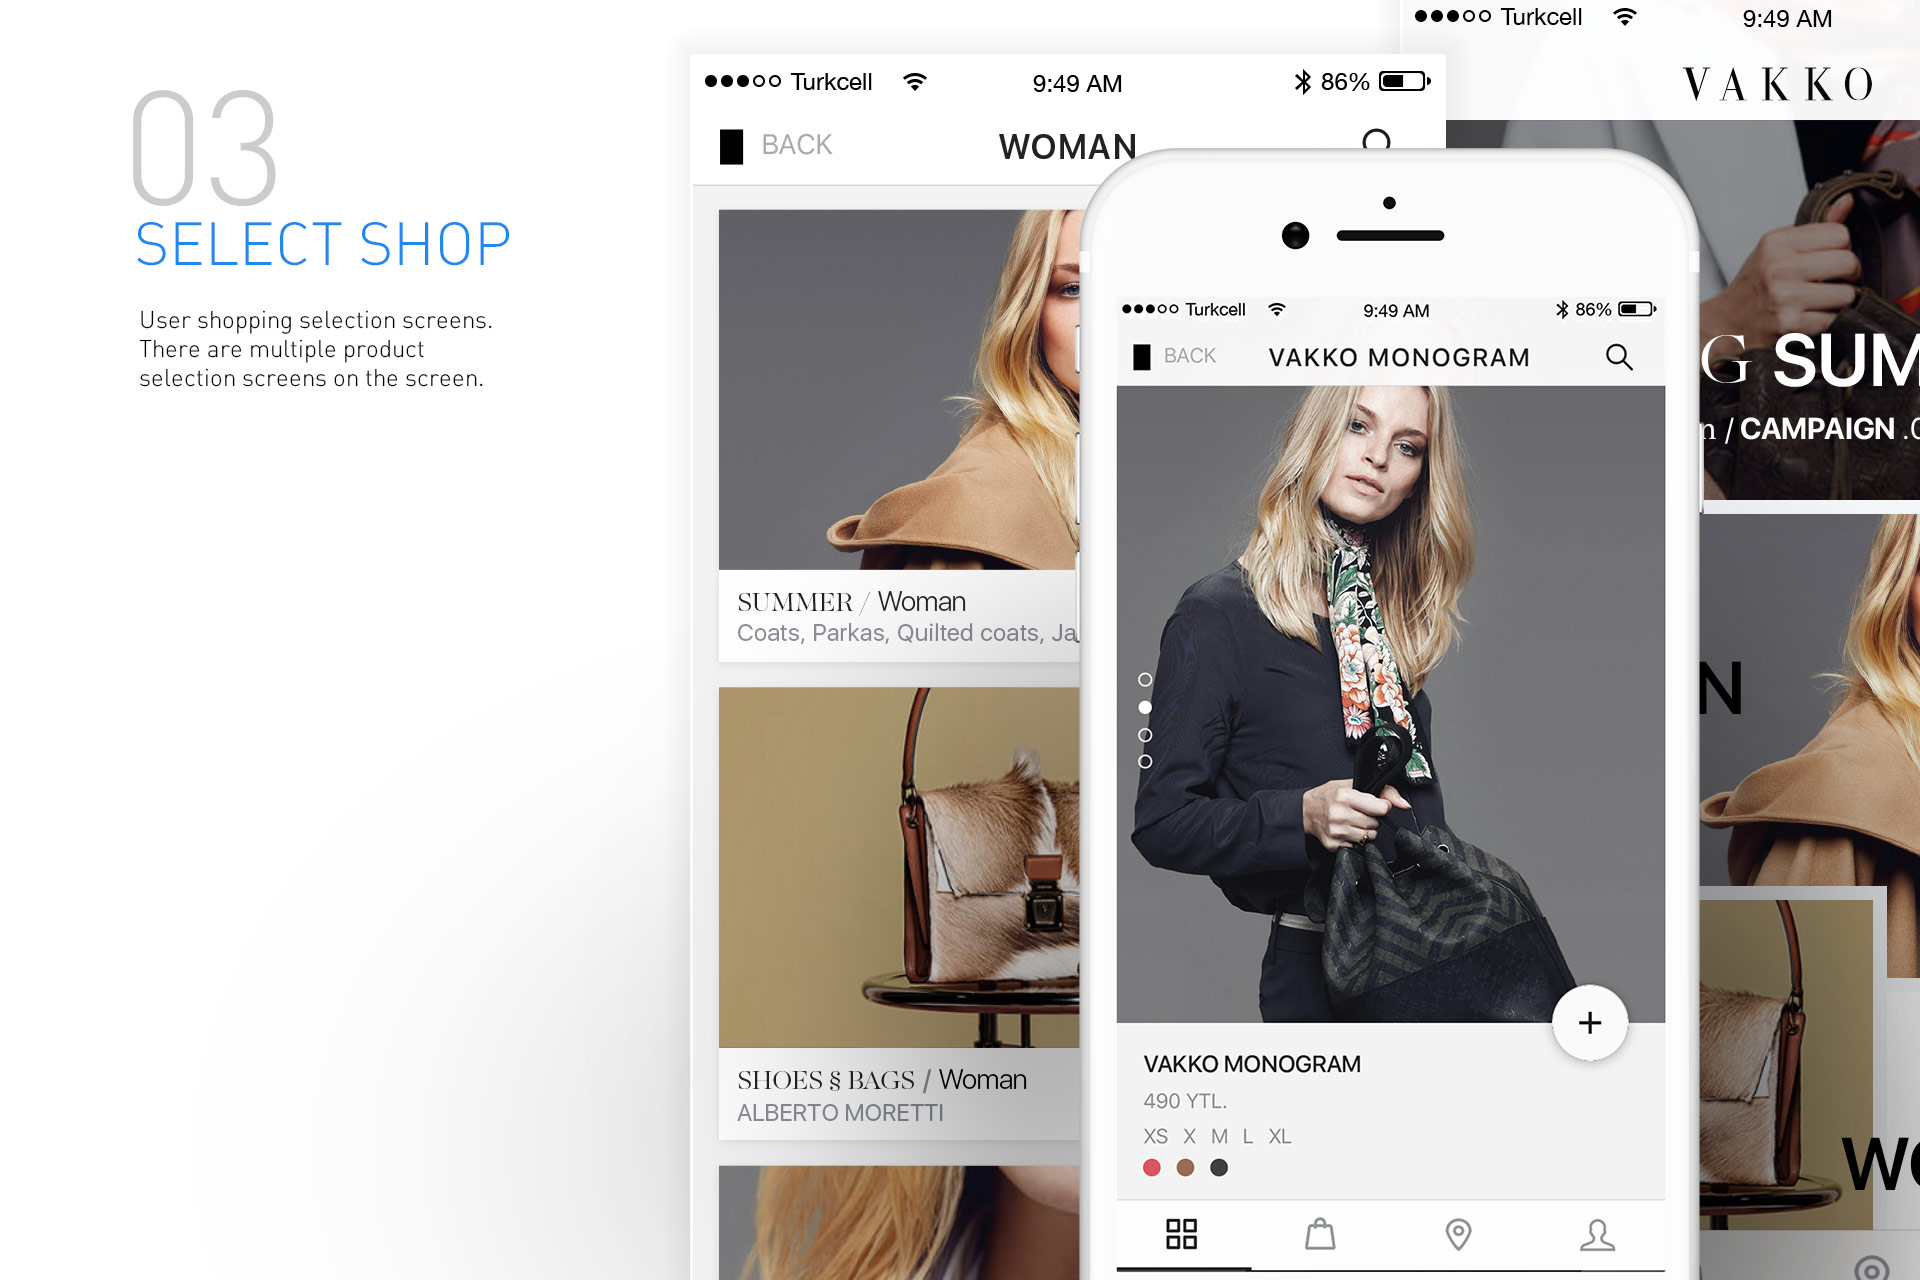 03
SELECT SHOP
User shopping selection screens.
There are multiple product
selection screens on the screen.
Turkcell 9:49 AM 86%
BACK WOMAN
SUMMER / Woman
Coats, Parkas, Quilted coats,
SHOES § BAGS / Woman
ALBERTO MORETTI
Turkcell 9:49 AM 86%
BACK VAKKO MONOGRAM
VAKKO MONOGRAM
490 YTL.
XS X M L XL
Turkcell 9:49 AM
VAKKO
G SUM
/ CAMPAIGN
N